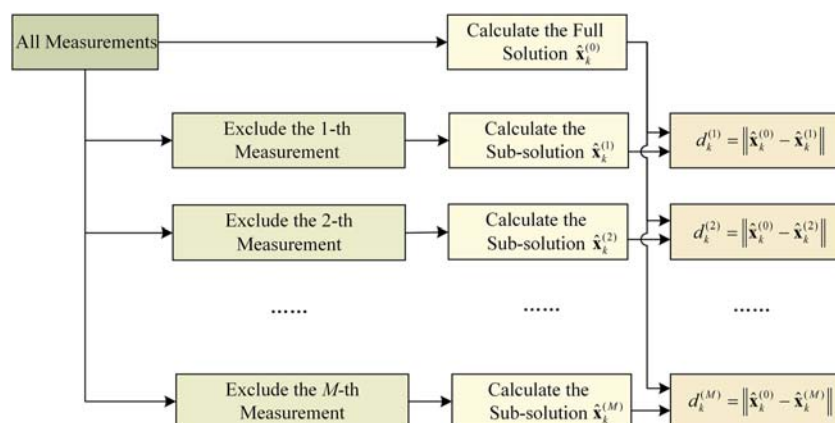 All Measurements
Calculate the Full
Solution x̂_k^(0)
Exclude the 1-th
Measurement
Calculate the
Sub-solution x̂_k^(1)
d_k^(1) = ‖x̂_k^(0) − x̂_k^(1)‖
Exclude the 2-th
Measurement
Calculate the
Sub-solution x̂_k^(2)
d_k^(2) = ‖x̂_k^(0) − x̂_k^(2)‖
......
......
......
Exclude the M-th
Measurement
Calculate the
Sub-solution x̂_k^(M)
d_k^(M) = ‖x̂_k^(0) − x̂_k^(M)‖